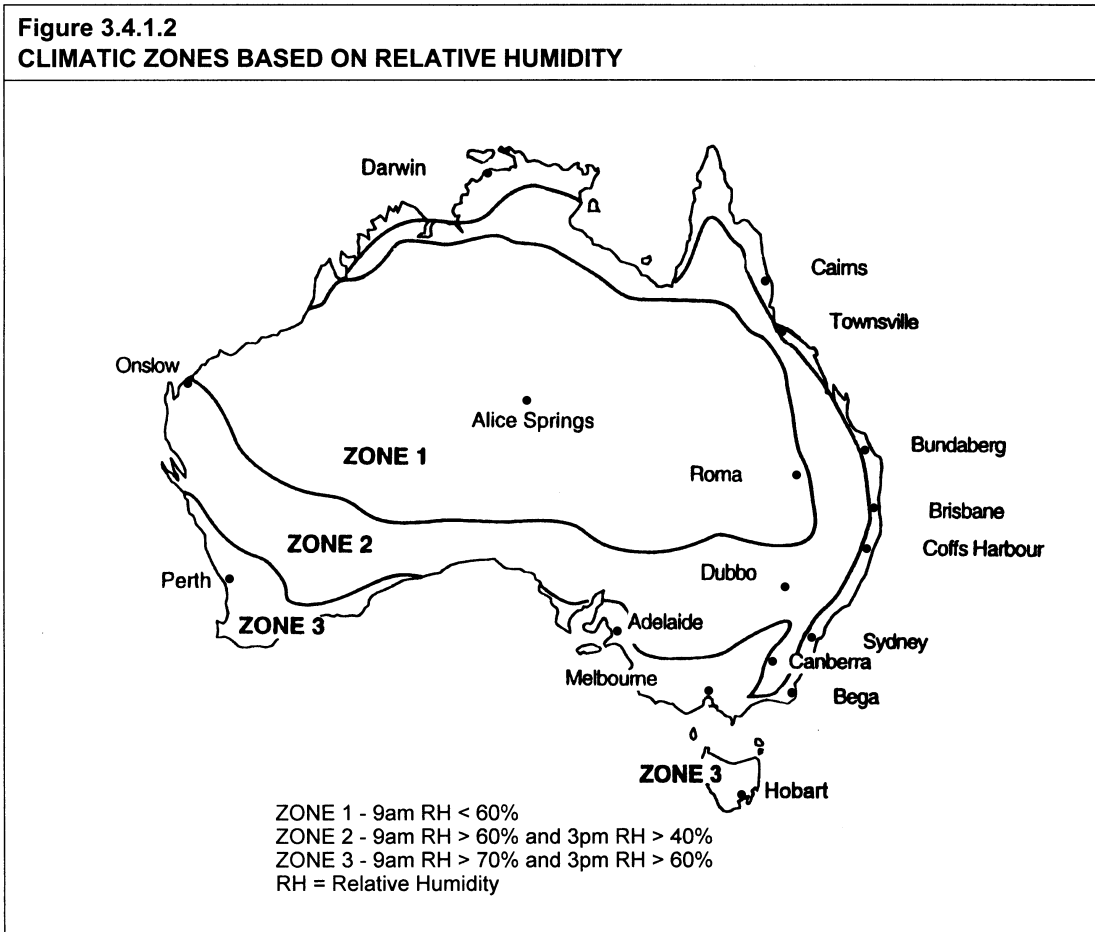 Figure 3.4.1.2
CLIMATIC ZONES BASED ON RELATIVE HUMIDITY
Darwin
Cairns
Townsville
Onslow
Alice Springs
Bundaberg
ZONE 1
Roma
Brisbane
ZONE 2
Coffs Harbour
Dubbo
Perth
ZONE 3
Adelaide
Sydney
Canberra
Melbourne
Bega
ZONE 3
Hobart
ZONE 1 - 9am RH < 60%
ZONE 2 - 9am RH > 60% and 3pm RH > 40%
ZONE 3 - 9am RH > 70% and 3pm RH > 60%
RH = Relative Humidity